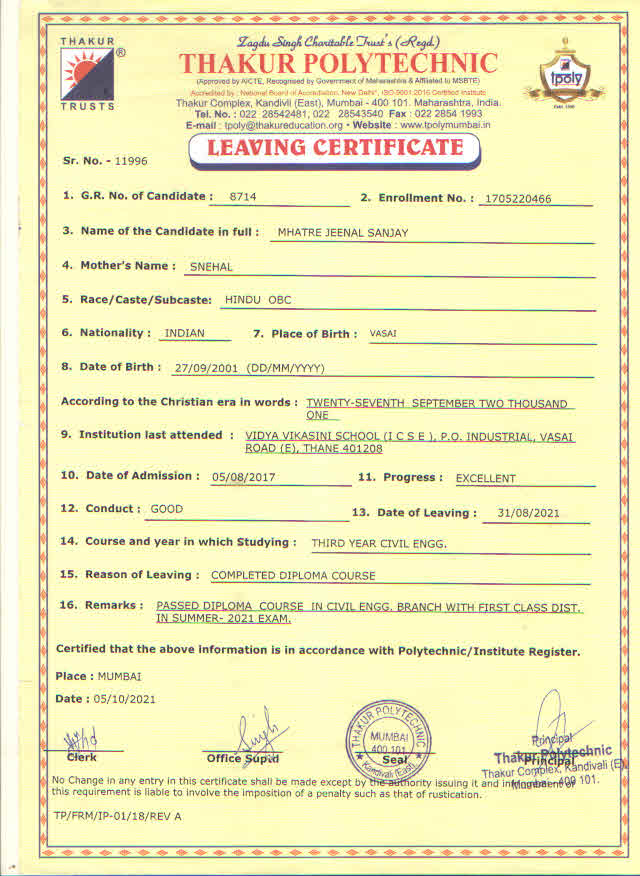 THAKUR
®
TRUSTS
Zagdu Singh Charitable Trust's (Regd.)
THAKUR POLYTECHNIC
(Approved by AICTE, Recognised by Government of Maharashtra & Affiliated to MSBTE)
(Accredited by : National Board of Accreditation, New Delhi*, ISO 9001:2015 Certified Institute
Thakur Complex, Kandivli (East), Mumbai - 400 101. Maharashtra, India.
Tel. No. : 022 28542481, 022 28543540 Fax : 022 2854 1993
E-mail : tpoly@thakureducation.org • Website : www.tpolymumbai.in
tpoly
LEAVING CERTIFICATE
Sr. No. - 11996
1. G.R. No. of Candidate : 8714 2. Enrollment No. : 1705220466
3. Name of the Candidate in full : MHATRE JEENAL SANJAY
4. Mother's Name : SNEHAL
5. Race/Caste/Subcaste: HINDU OBC
6. Nationality : INDIAN 7. Place of Birth : VASAI
8. Date of Birth : 27/09/2001 (DD/MM/YYYY)
According to the Christian era in words : TWENTY-SEVENTH SEPTEMBER TWO THOUSAND
ONE
9. Institution last attended : VIDYA VIKASINI SCHOOL (I C S E ), P.O. INDUSTRIAL, VASAI
ROAD (E), THANE 401208
10. Date of Admission : 05/08/2017 11. Progress : EXCELLENT
12. Conduct : GOOD 13. Date of Leaving : 31/08/2021
14. Course and year in which Studying : THIRD YEAR CIVIL ENGG.
15. Reason of Leaving : COMPLETED DIPLOMA COURSE
16. Remarks : PASSED DIPLOMA COURSE IN CIVIL ENGG. BRANCH WITH FIRST CLASS DIST.
IN SUMMER- 2021 EXAM.
Certified that the above information is in accordance with Polytechnic/Institute Register.
Place : MUMBAI
Date : 05/10/2021
THAKUR POLYTECHNIC
MUMBAI
400 101
Kandivali (East)
Principal
Thakur Polytechnic
Thakur Complex, Kandivali (E),
Mumbai - 400 101.
Clerk Office Suptd Seal Principal
No Change in any entry in this certificate shall be made except by the authority issuing it and infringement of
this requirement is liable to involve the imposition of a penalty such as that of rustication.
TP/FRM/IP-01/18/REV A